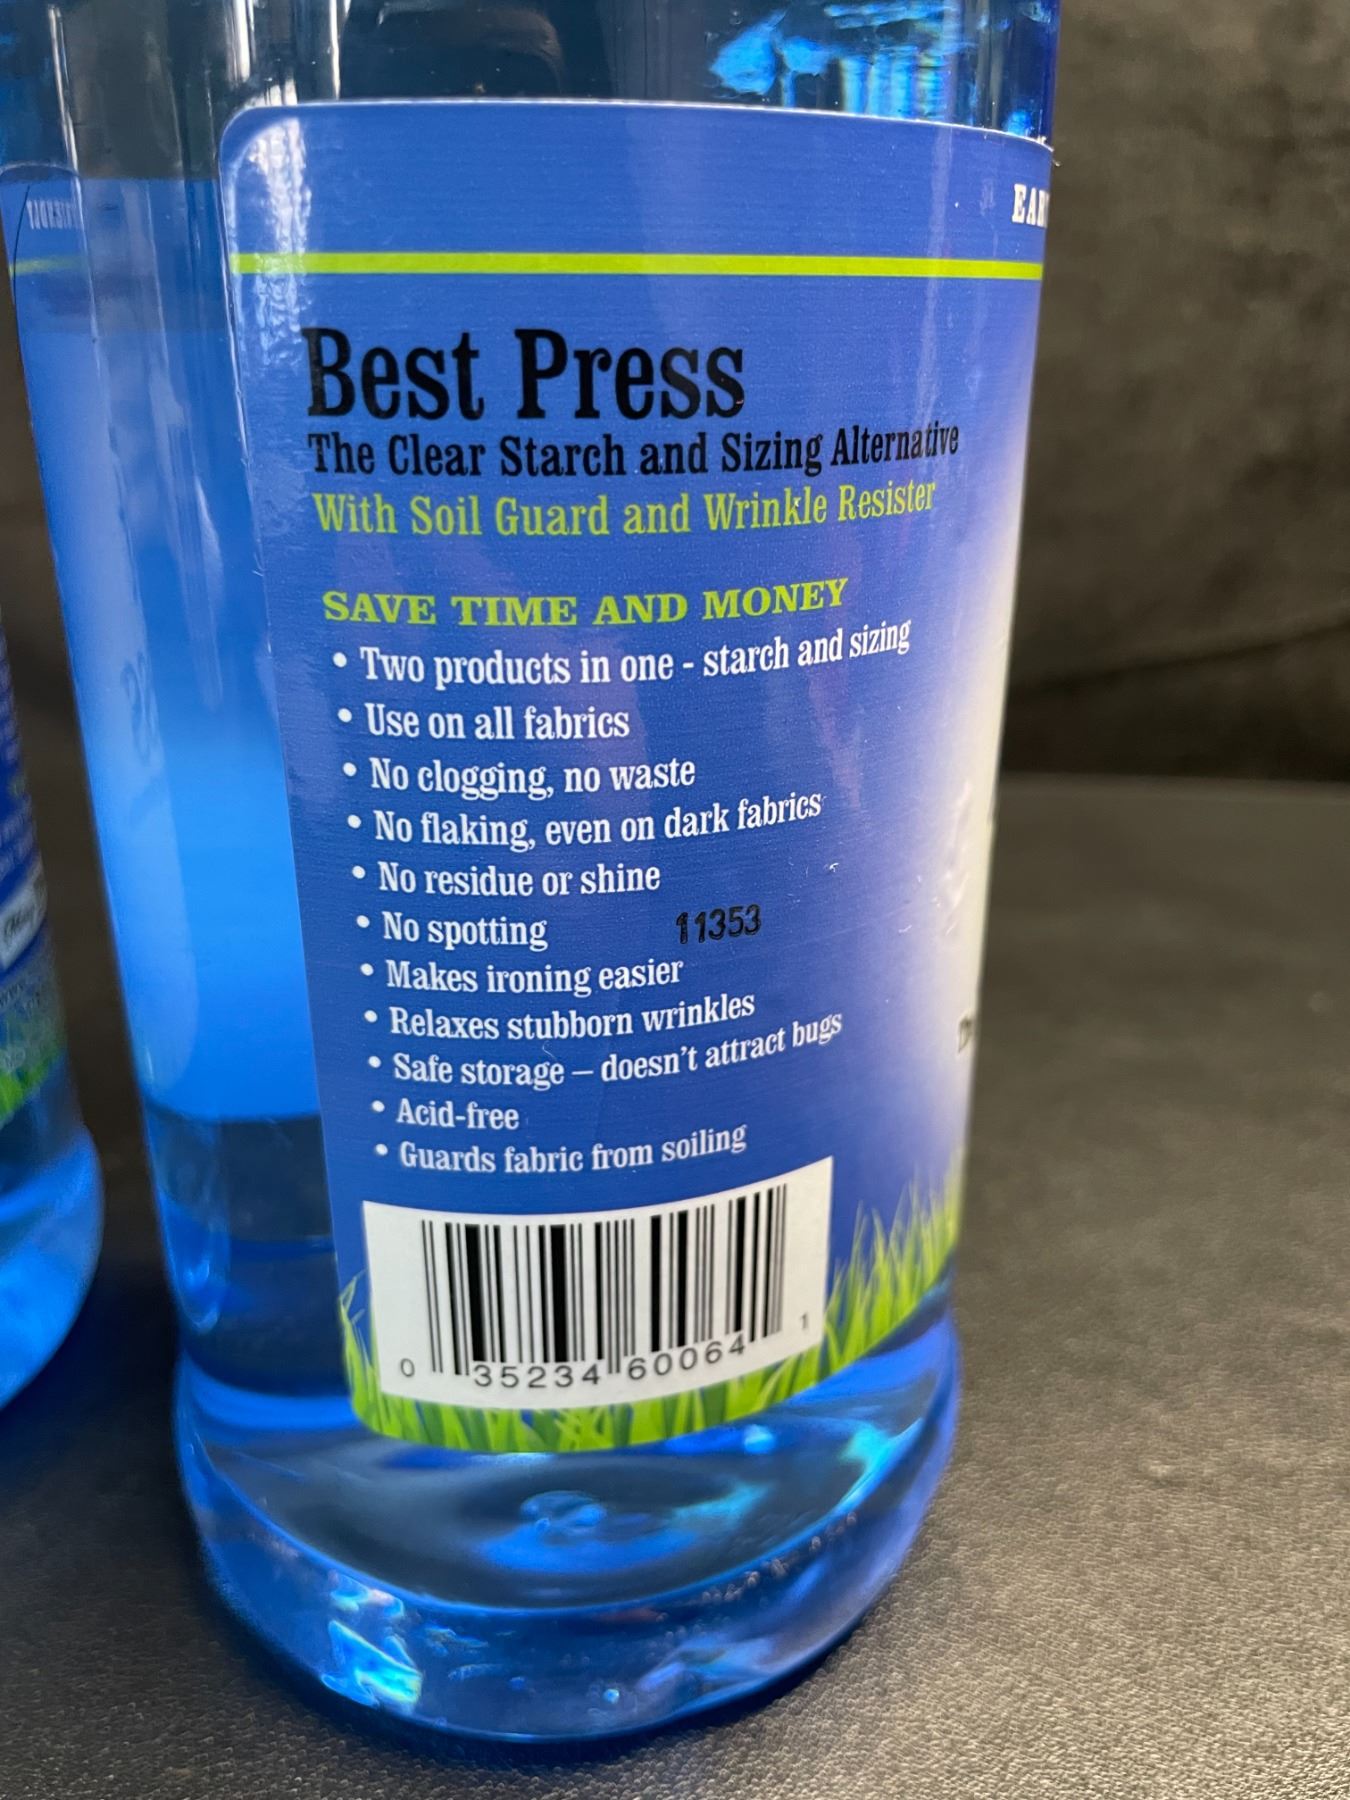 Best Press
The Clear Starch and Sizing Alternative
With Soil Guard and Wrinkle Resister
SAVE TIME AND MONEY
• Two products in one - starch and sizing
• Use on all fabrics
• No clogging, no waste
• No flaking, even on dark fabrics
• No residue or shine
• No spotting
11353
• Makes ironing easier
• Relaxes stubborn wrinkles
• Safe storage – doesn't attract bugs
• Acid-free
• Guards fabric from soiling
0 35234 60064 1